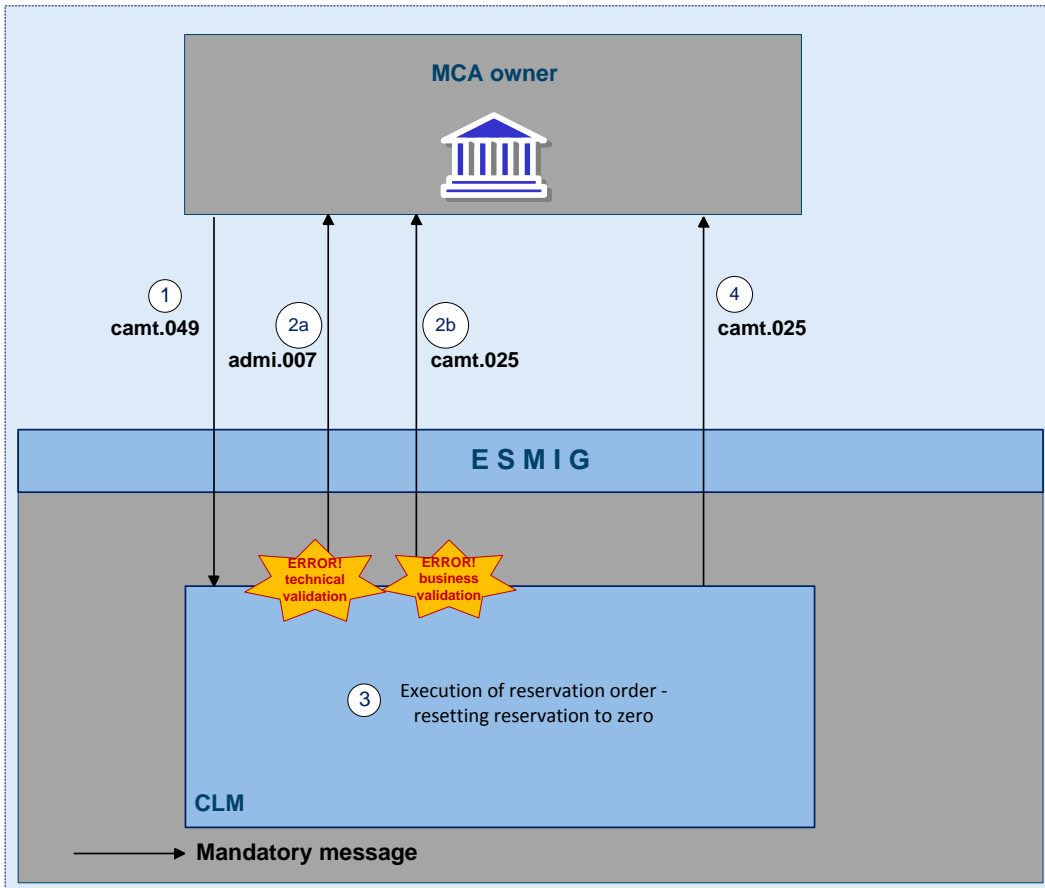 MCA owner
1
camt.049
2a
admi.007
2b
camt.025
4
camt.025
E S M I G
ERROR!
technical
validation
ERROR!
business
validation
3
Execution of reservation order -
resetting reservation to zero
CLM
Mandatory message